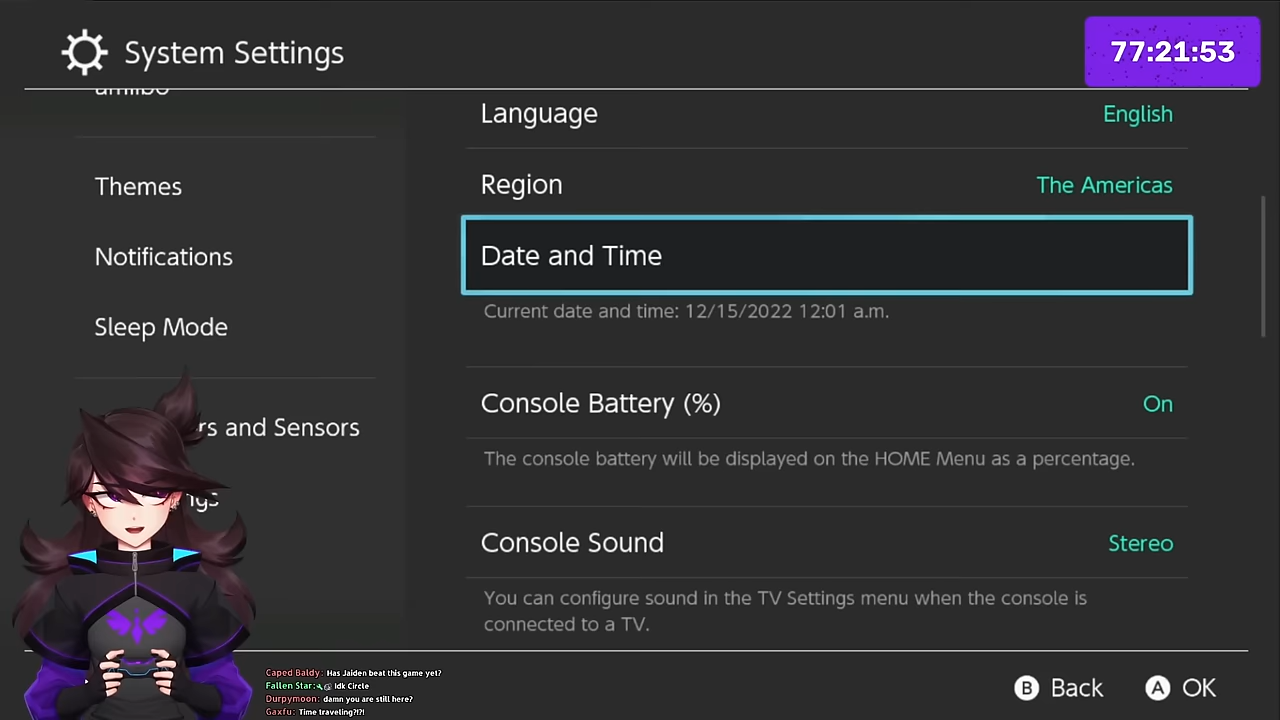 System Settings
77:21:53
amiibo
Themes
Notifications
Sleep Mode
rs and Sensors
ngs
Language
English
Region
The Americas
Date and Time
Current date and time: 12/15/2022 12:01 a.m.
Console Battery (%)
On
The console battery will be displayed on the HOME Menu as a percentage.
Console Sound
Stereo
You can configure sound in the TV Settings menu when the console is
connected to a TV.
Caped Baldy: Has Jaiden beat this game yet?
Fallen Star: Idk Circle
Durpymoon: damn you are still here?
Gaxfu: Time traveling?!?!
B Back
A OK